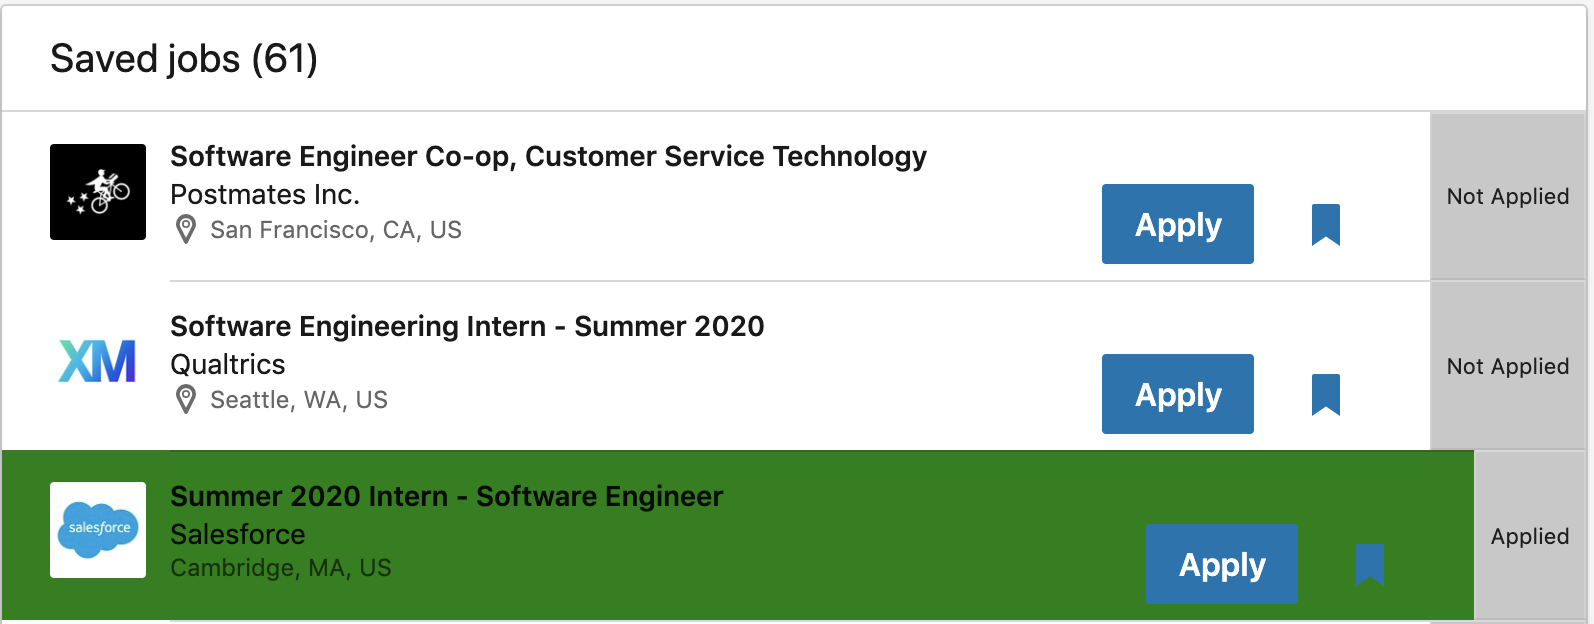 Saved jobs (61)
Software Engineer Co-op, Customer Service Technology
Postmates Inc.
San Francisco, CA, US
Apply
Not Applied
XM
Software Engineering Intern - Summer 2020
Qualtrics
Seattle, WA, US
Apply
Not Applied
salesforce
Summer 2020 Intern - Software Engineer
Salesforce
Cambridge, MA, US
Apply
Applied